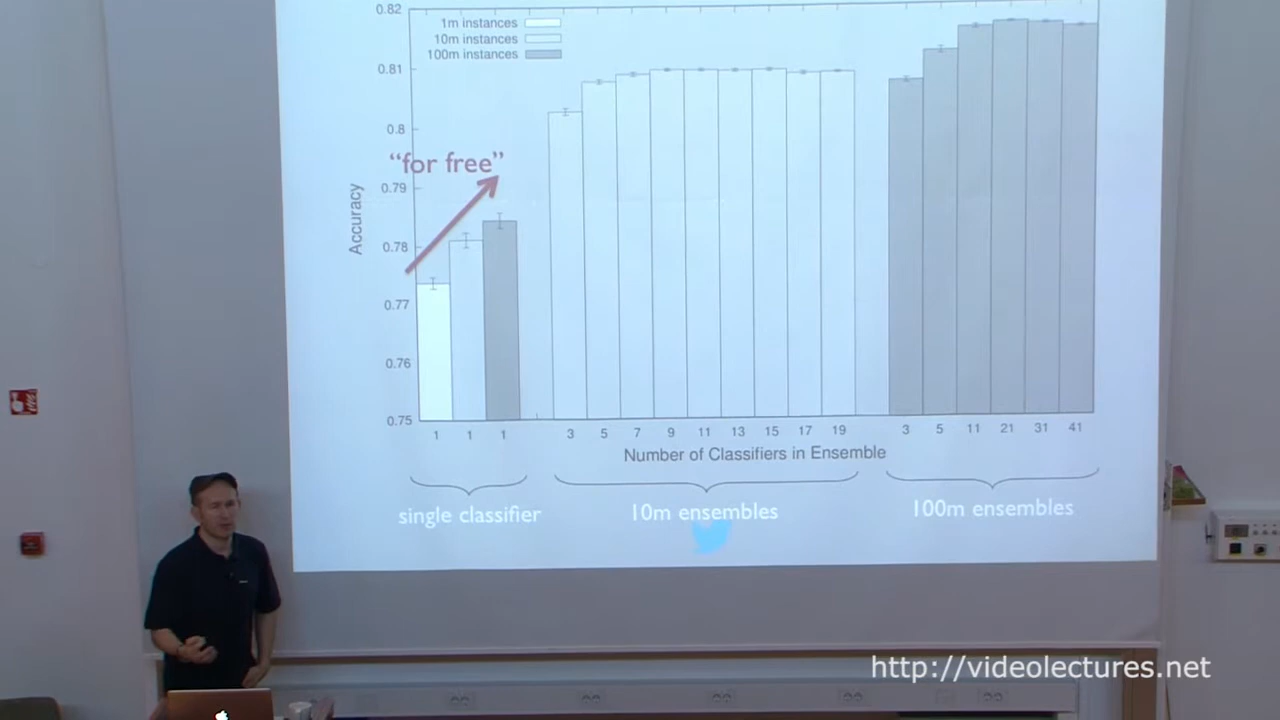 0.82
1m instances
10m instances
100m instances
0.81
0.8
“for free”
0.79
Accuracy
0.78
0.77
0.76
0.75
1 1 1 3 5 7 9 11 13 15 17 19 3 5 11 21 31 41
Number of Classifiers in Ensemble
single classifier
10m ensembles
100m ensembles
http://videolectures.net